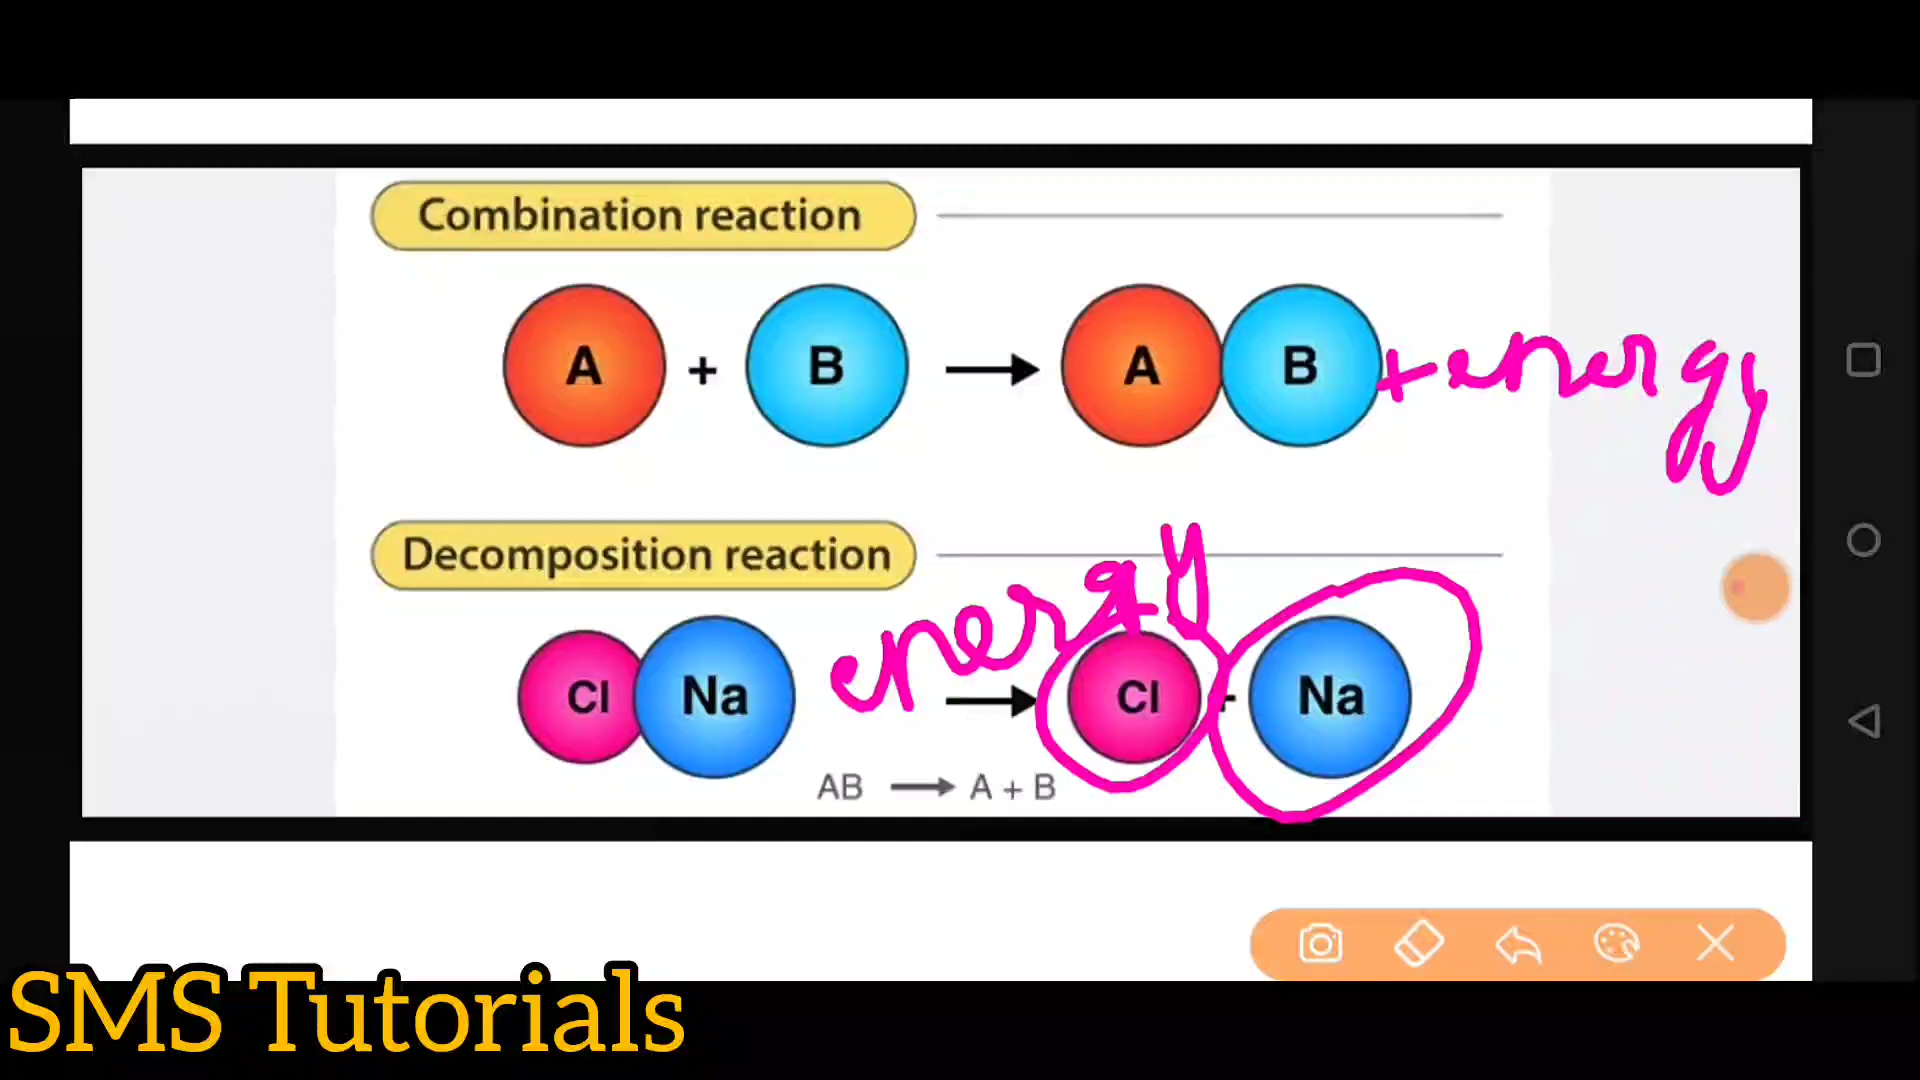 Combination reaction
A + B → A B + energy
Decomposition reaction
energy
Cl Na → Cl + Na
AB → A + B
SMS Tutorials